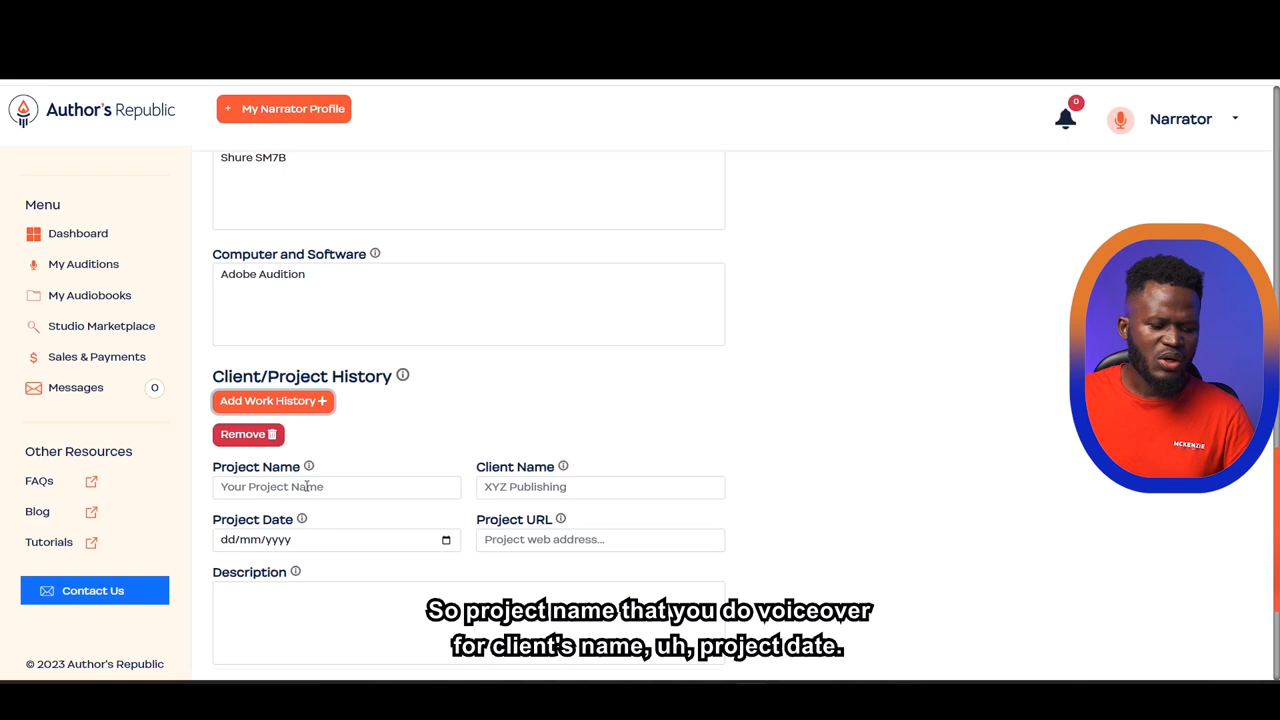 Author's Republic
+ My Narrator Profile
0
Narrator
Shure SM7B
Menu
Dashboard
My Auditions
My Audiobooks
Studio Marketplace
Sales & Payments
Messages 0
Other Resources
FAQs
Blog
Tutorials
Contact Us
© 2023 Author's Republic
Computer and Software
Adobe Audition
Client/Project History
Add Work History +
Remove
Project Name
Your Project Name
Client Name
XYZ Publishing
Project Date
dd/mm/yyyy
Project URL
Project web address...
Description
MCKENZIE
So project name that you do voiceover
for client's name, uh, project date.